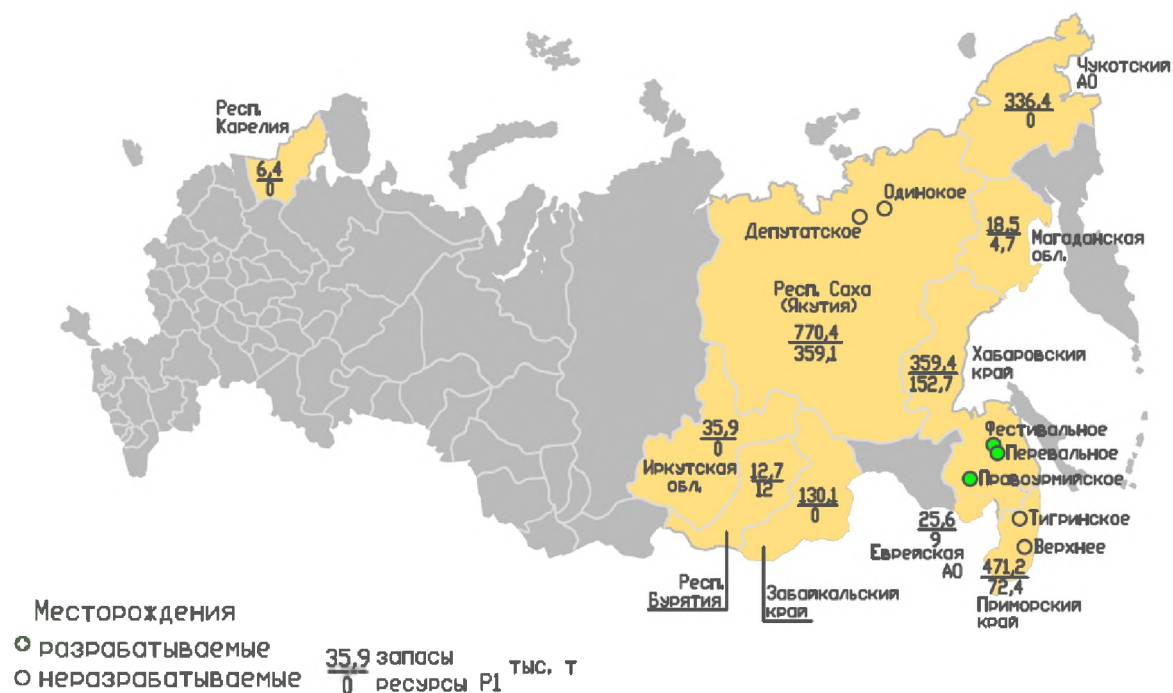 Чукотский
АО
336,4
0
Респ.
Карелия
6,4
0
Одинокое
Депутатское
18,5
4,7
Магаданская
обл.
Респ. Саха
(Якутия)
770,4
359,1
Хабаровский
край
359,4
152,7
35,9
0
Иркутская
обл.
12,7
12
130,1
0
Фестивальное
Перевальное
Правоурмийское
25,6
9
Еврейская
АО
Тигринское
Верхнее
471,2
72,4
Приморский
край
Респ.
Бурятия
Забайкальский
край
Месторождения
разрабатываемые
неразрабатываемые
35,9 запасы
0 ресурсы Р1
тыс. т